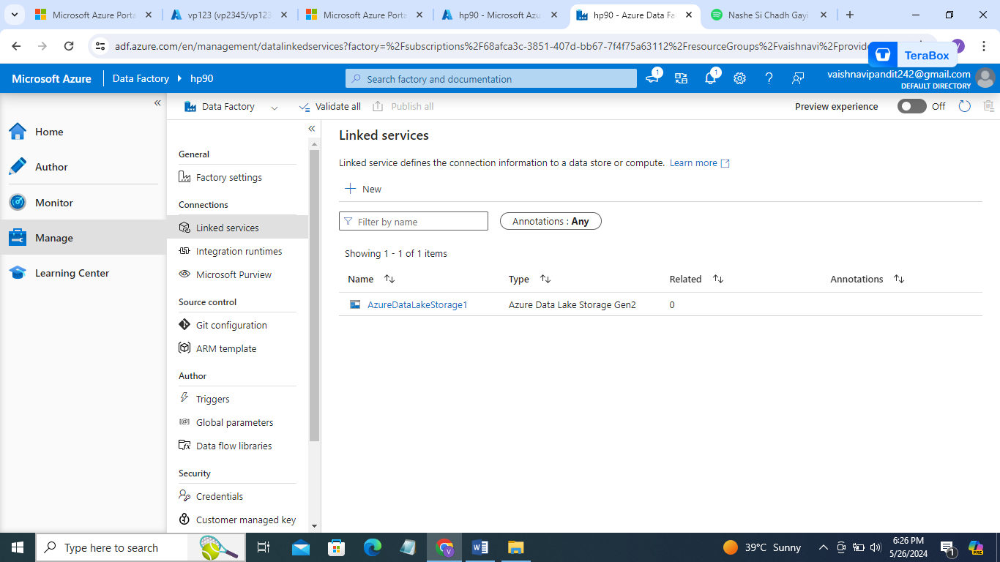 Microsoft Azure Porta
vp123 (vp2345/vp123
Microsoft Azure Porta
hp90 - Microsoft Azu
hp90 - Azure Data Fa
Nashe Si Chadh Gayi
adf.azure.com/en/management/datalinkedservices?factory=%2Fsubscriptions%2F68afca3c-3851-407d-bb67-7f4f75a63112%2FresourceGroups%2Fvaishnavi%2Fprovide
TeraBox
Microsoft Azure
Data Factory
hp90
Search factory and documentation
1
1
vaishnavipandit242@gmail.com
DEFAULT DIRECTORY
Data Factory
Validate all
Publish all
Preview experience
Off
Home
Author
Monitor
Manage
Learning Center
General
Factory settings
Connections
Linked services
Integration runtimes
Microsoft Purview
Source control
Git configuration
ARM template
Author
Triggers
Global parameters
Data flow libraries
Security
Credentials
Customer managed key
Linked services
Linked service defines the connection information to a data store or compute. Learn more
New
Filter by name
Annotations : Any
Showing 1 - 1 of 1 items
Name Type Related Annotations
AzureDataLakeStorage1 Azure Data Lake Storage Gen2 0
Type here to search
39°C Sunny
6:26 PM
5/26/2024
1
PRE